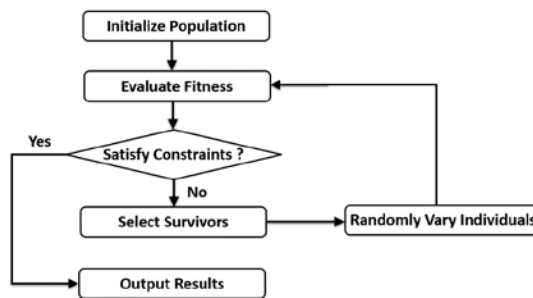 Initialize Population
Evaluate Fitness
Yes
Satisfy Constraints ?
No
Select Survivors
Randomly Vary Individuals
Output Results